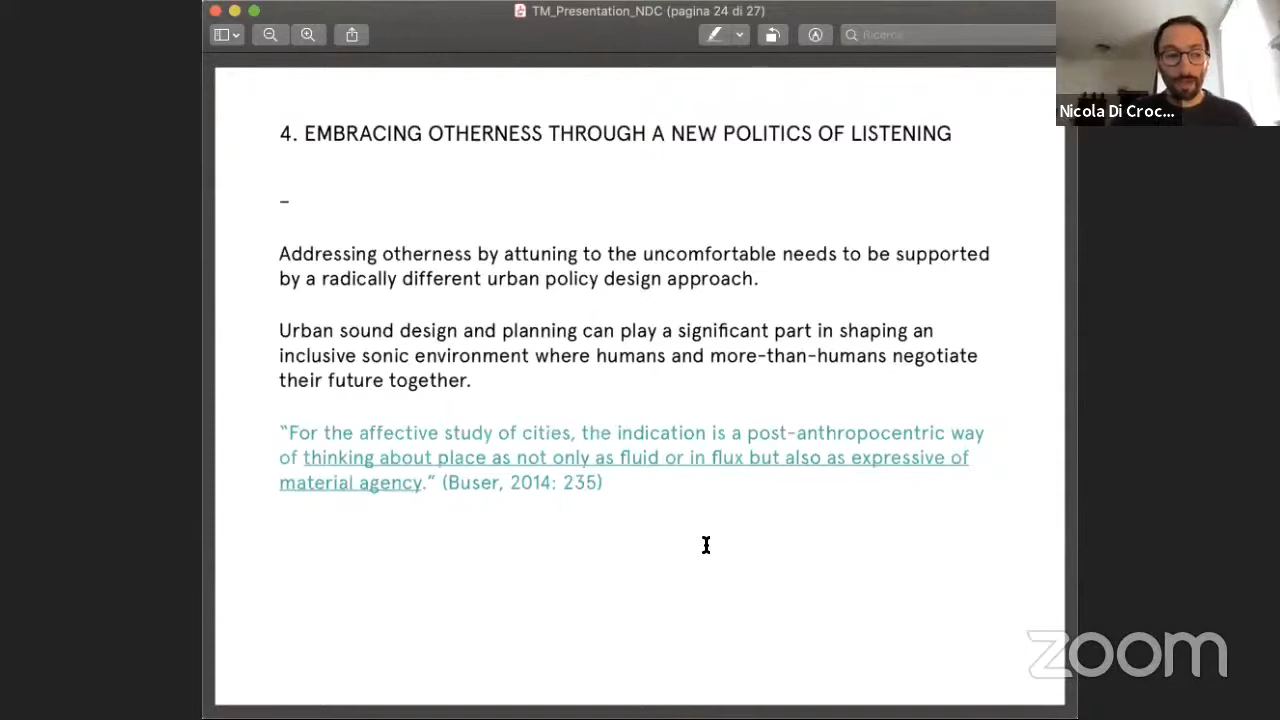 TM_Presentation_NDC (pagina 24 di 27)
Ricerca
Nicola Di Croc...
4. EMBRACING OTHERNESS THROUGH A NEW POLITICS OF LISTENING
–
Addressing otherness by attuning to the uncomfortable needs to be supported
by a radically different urban policy design approach.
Urban sound design and planning can play a significant part in shaping an
inclusive sonic environment where humans and more-than-humans negotiate
their future together.
“For the affective study of cities, the indication is a post-anthropocentric way
of thinking about place as not only as fluid or in flux but also as expressive of
material agency.” (Buser, 2014: 235)
zoom